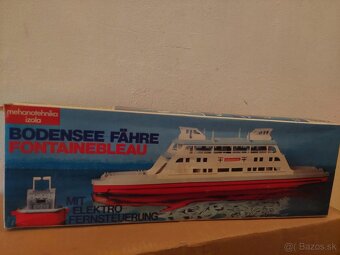 mehanotehnika
izola
BODENSEE FÄHRE
FONTAINEBLEAU
MIT
ELEKTRO
FERNSTEUERUNG
Bazos.sk